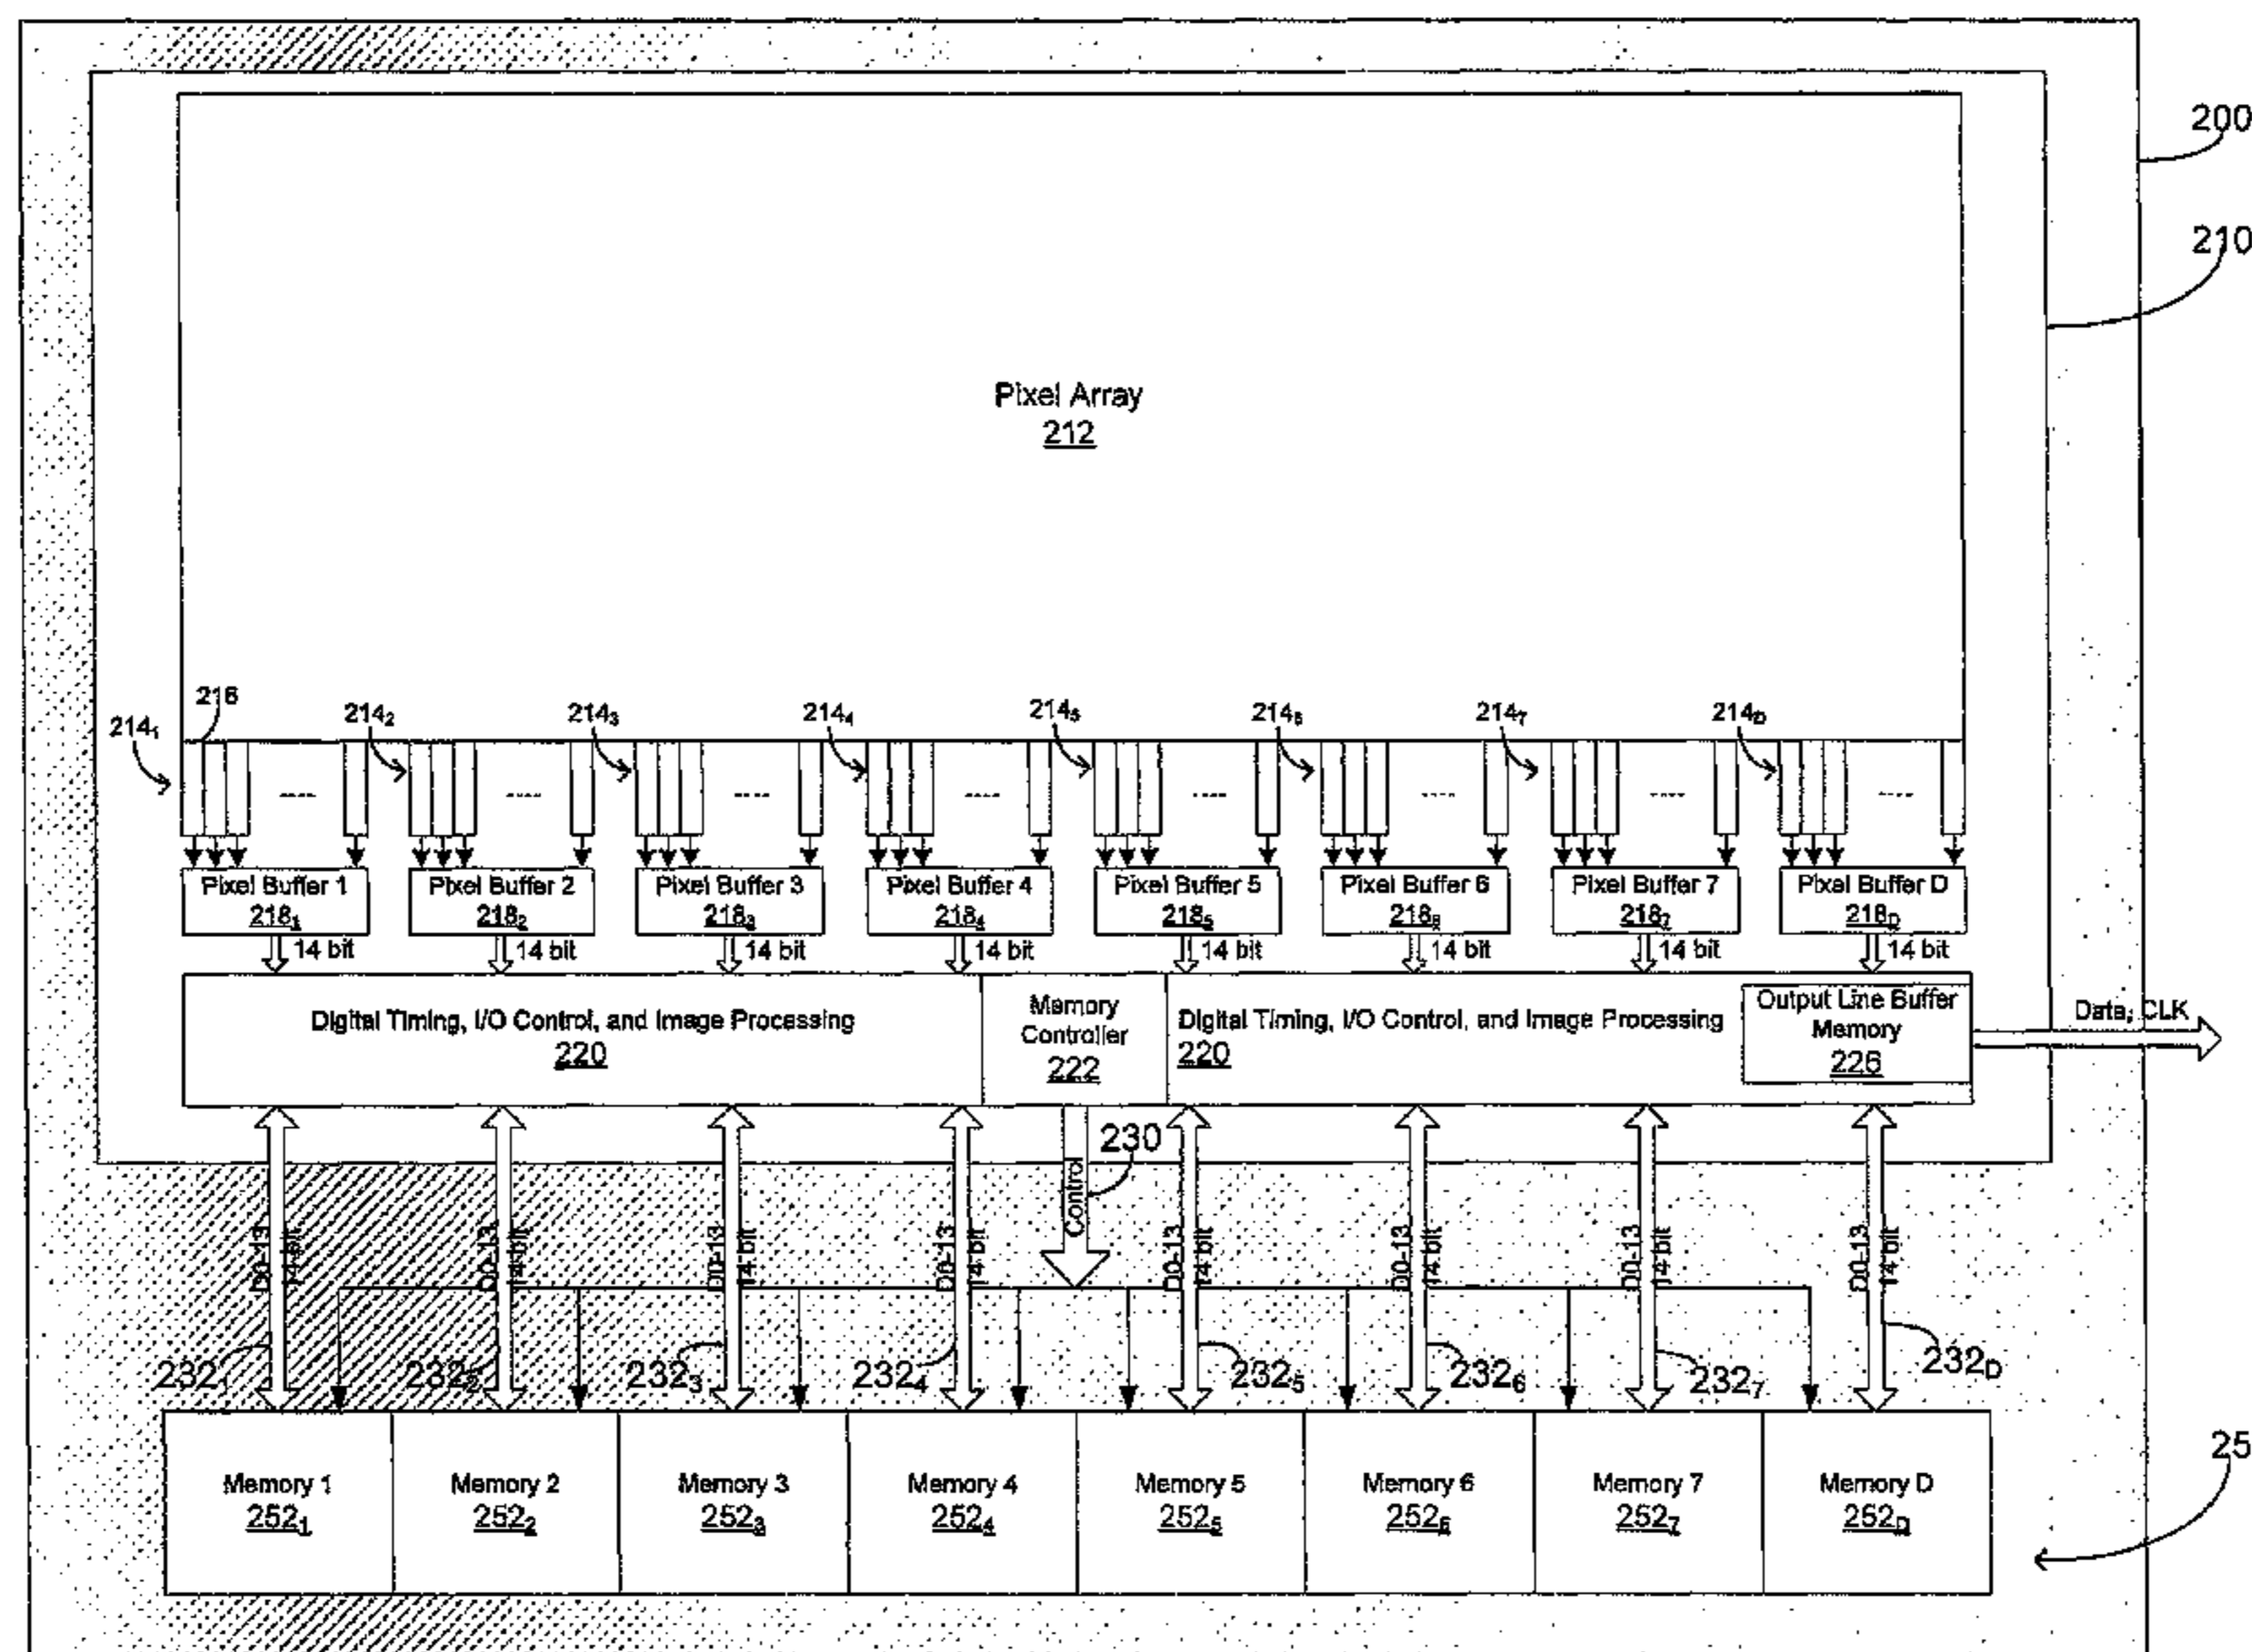 200
210
Pixel Array
212
216
214₁
214₂
214₃
214₄
214₅
214₆
214₇
214D
Pixel Buffer 1
218₁
Pixel Buffer 2
218₂
Pixel Buffer 3
218₃
Pixel Buffer 4
218₄
Pixel Buffer 5
218₅
Pixel Buffer 6
218₆
Pixel Buffer 7
218₇
Pixel Buffer D
218D
14 bit
14 bit
14 bit
14 bit
14 bit
14 bit
14 bit
14 bit
Digital Timing, I/O Control, and Image Processing
220
Memory
Controller
222
Digital Timing, I/O Control, and Image Processing
220
Output Line Buffer
Memory
226
Data, CLK
230
Control
D0-13
14 bit
D0-13
14 bit
D0-13
14 bit
D0-13
14 bit
D0-13
14 bit
D0-13
14 bit
D0-13
14 bit
D0-13
14 bit
232₁
232₂
232₃
232₄
232₅
232₆
232₇
232D
25
Memory 1
252₁
Memory 2
252₂
Memory 3
252₃
Memory 4
252₄
Memory 5
252₅
Memory 6
252₆
Memory 7
252₇
Memory D
252D